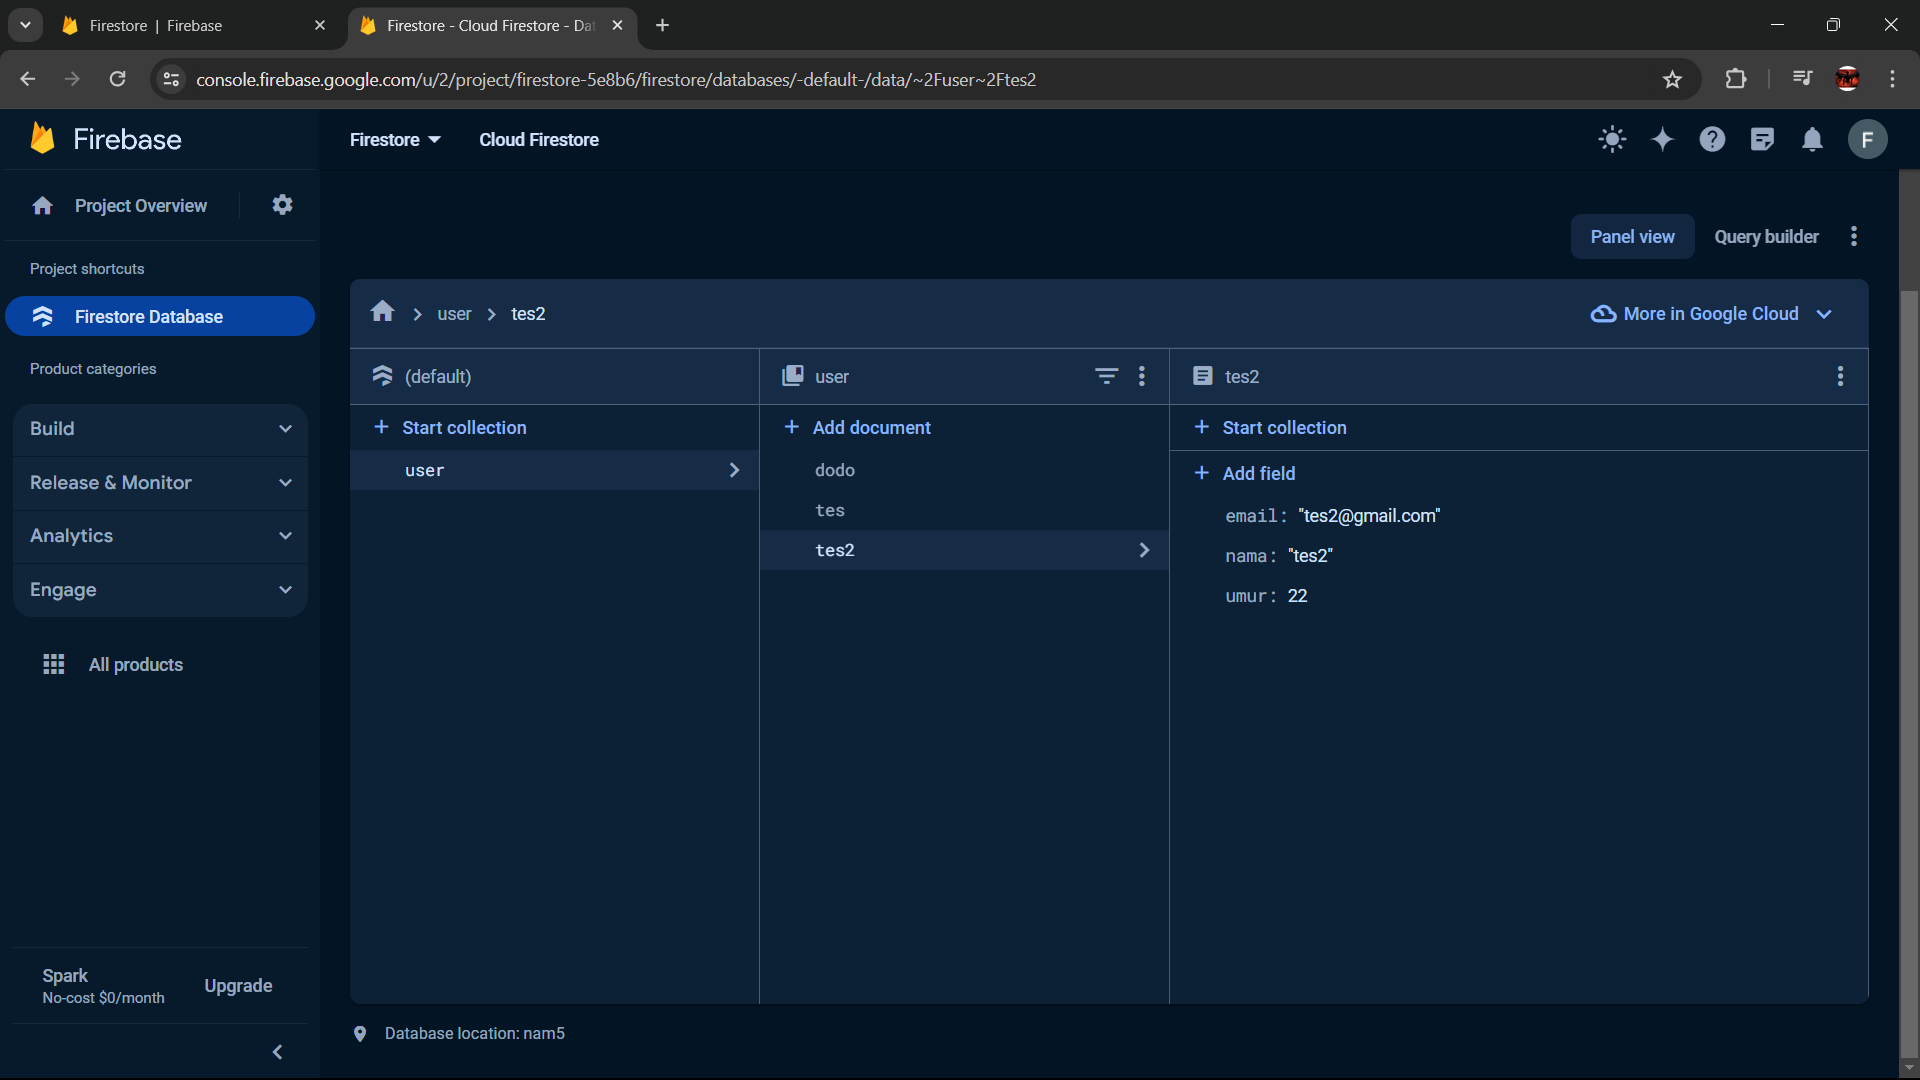 Firestore | Firebase
Firestore - Cloud Firestore - Dat
console.firebase.google.com/u/2/project/firestore-5e8b6/firestore/databases/-default-/data/~2Fuser~2Ftes2
Firebase
Firestore
Cloud Firestore
F
Project Overview
Panel view
Query builder
Project shortcuts
Firestore Database
user
tes2
More in Google Cloud
Product categories
(default)
user
tes2
Build
Start collection
Add document
Start collection
user
dodo
Add field
Release & Monitor
tes
email: "tes2@gmail.com"
Analytics
tes2
nama: "tes2"
Engage
umur: 22
All products
Spark
No-cost $0/month
Upgrade
Database location: nam5